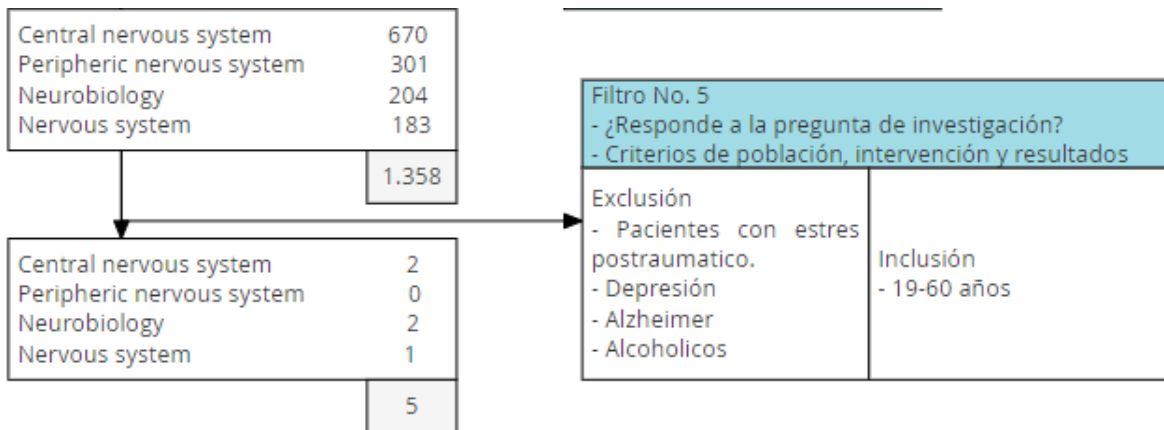 Central nervous system 670
Peripheric nervous system 301
Neurobiology 204
Nervous system 183
1.358
Filtro No. 5
- ¿Responde a la pregunta de investigación?
- Criterios de población, intervención y resultados
Exclusión
- Pacientes con estres
postraumatico.
- Depresión
- Alzheimer
- Alcoholicos
Inclusión
- 19-60 años
Central nervous system 2
Peripheric nervous system 0
Neurobiology 2
Nervous system 1
5